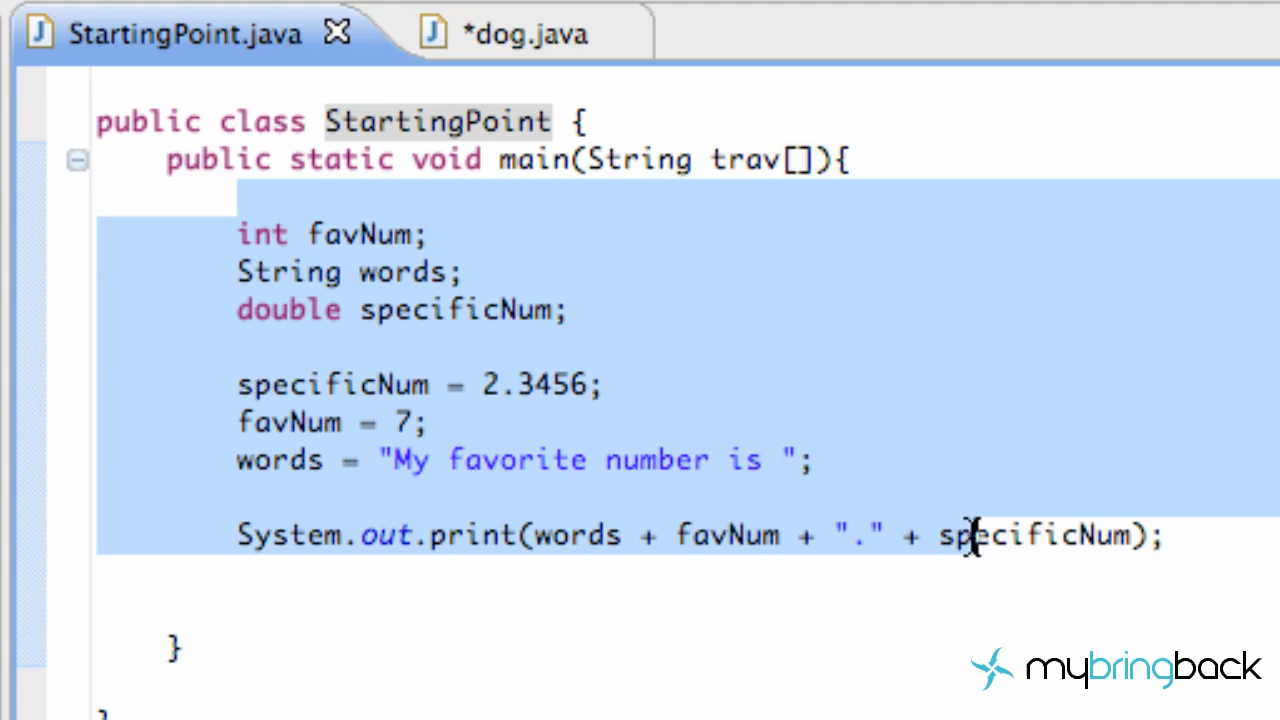 StartingPoint.java
*dog.java
public class StartingPoint {
public static void main(String trav[]){
int favNum;
String words;
double specificNum;
specificNum = 2.3456;
favNum = 7;
words = "My favorite number is ";
System.out.print(words + favNum + "." + specificNum);
}
}
mybringback